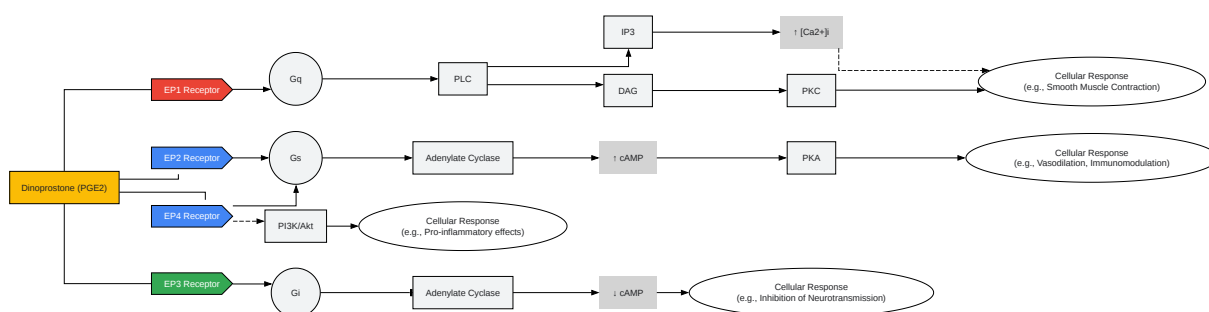 IP3
↑ [Ca2+]i
Gq
PLC
EP1 Receptor
DAG
PKC
Cellular Response
(e.g., Smooth Muscle Contraction)
EP2 Receptor
Gs
Adenylate Cyclase
↑ cAMP
PKA
Cellular Response
(e.g., Vasodilation, Immunomodulation)
Dinoprostone (PGE2)
EP4 Receptor
PI3K/Akt
Cellular Response
(e.g., Pro-inflammatory effects)
EP3 Receptor
Gi
Adenylate Cyclase
↓ cAMP
Cellular Response
(e.g., Inhibition of Neurotransmission)